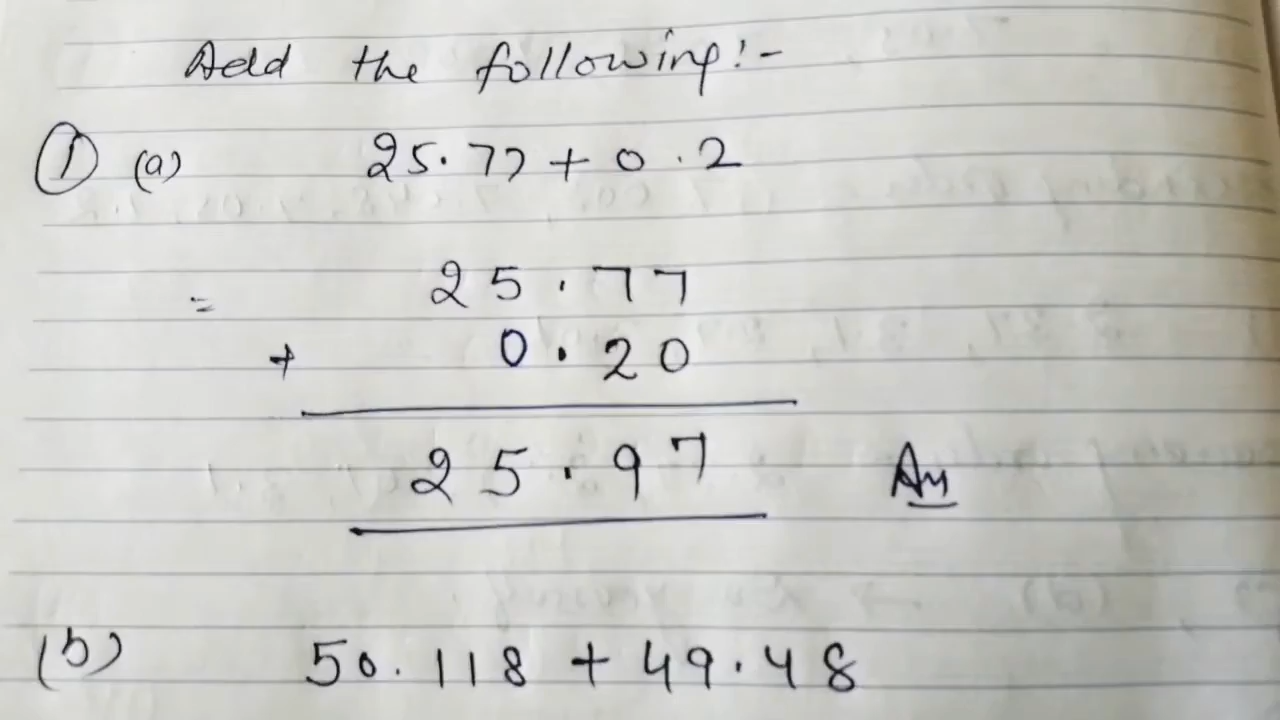 Add the following:-
① (a) 25.77 + 0.2
= 25.77
+ 0.20
25.97 Ans
(b) 50.118 + 49.48